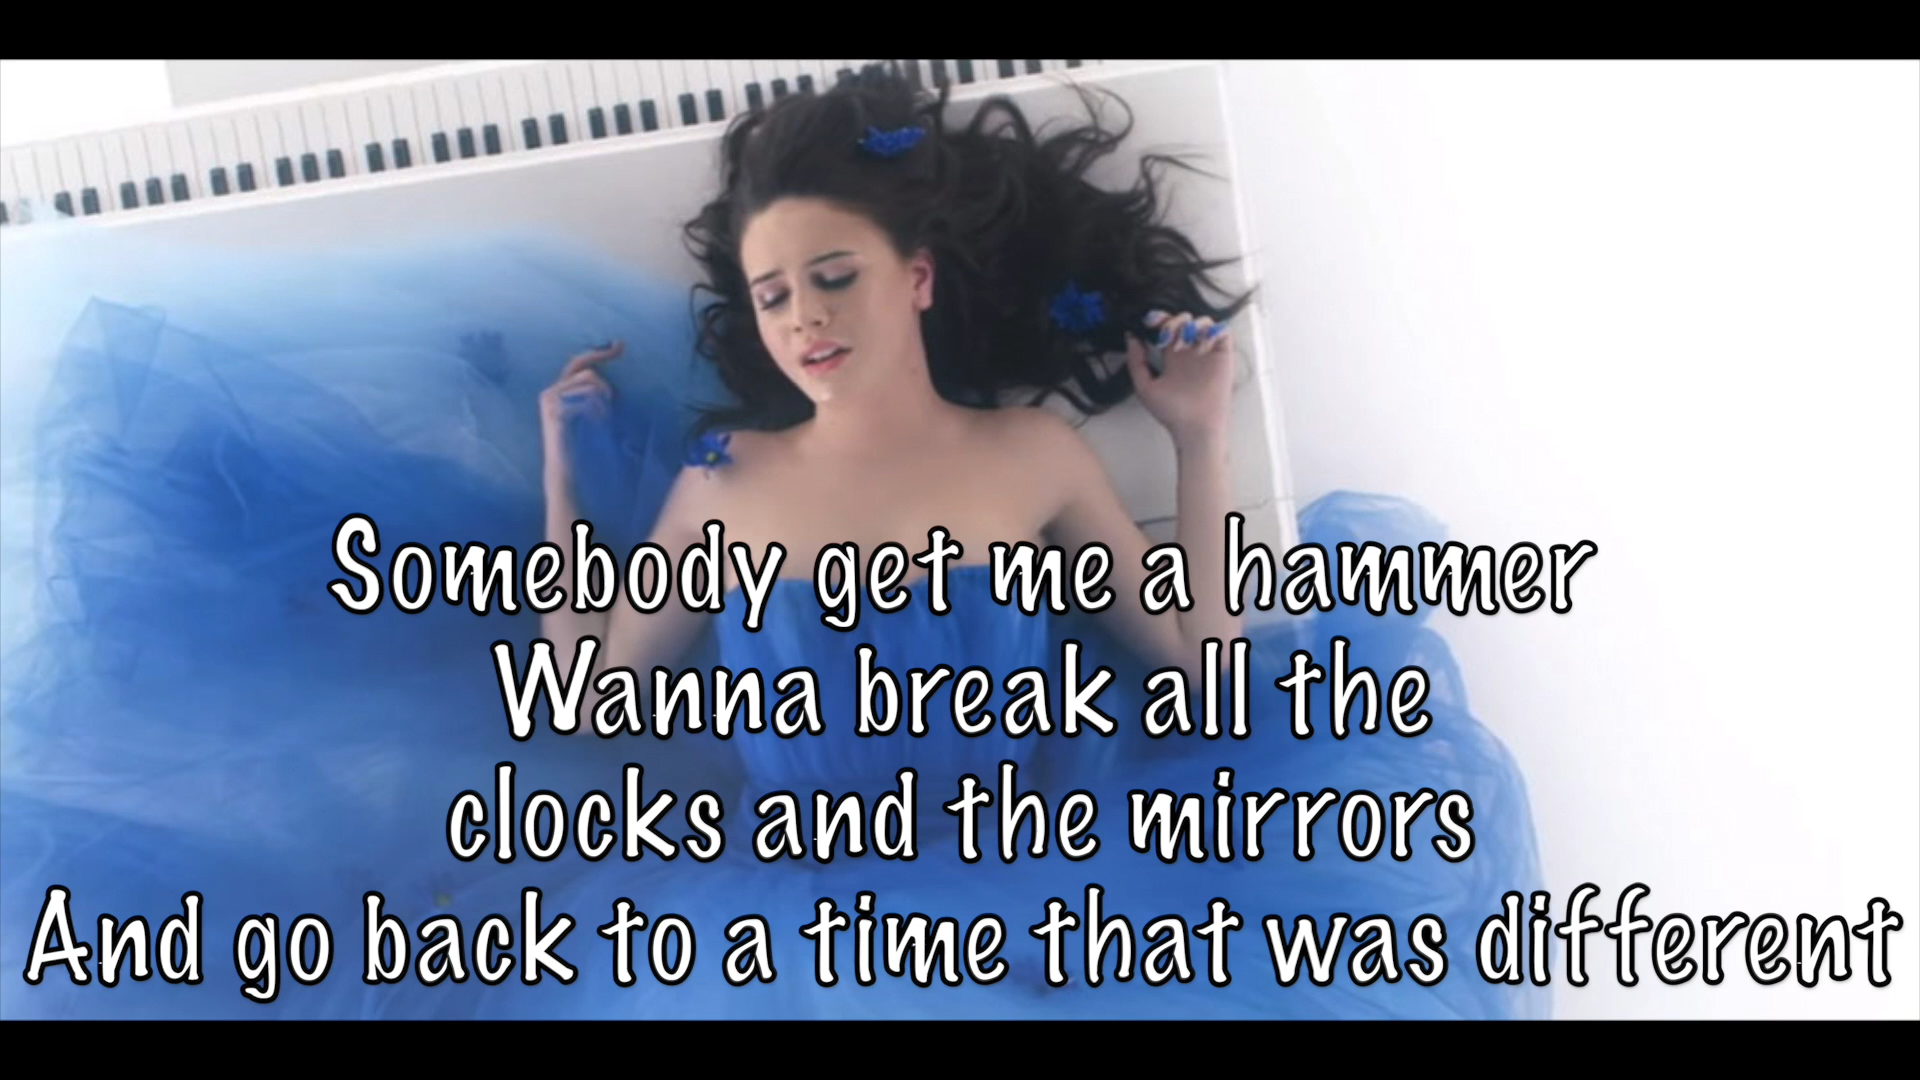 Somebody get me a hammer
Wanna break all the
clocks and the mirrors
And go back to a time that was different